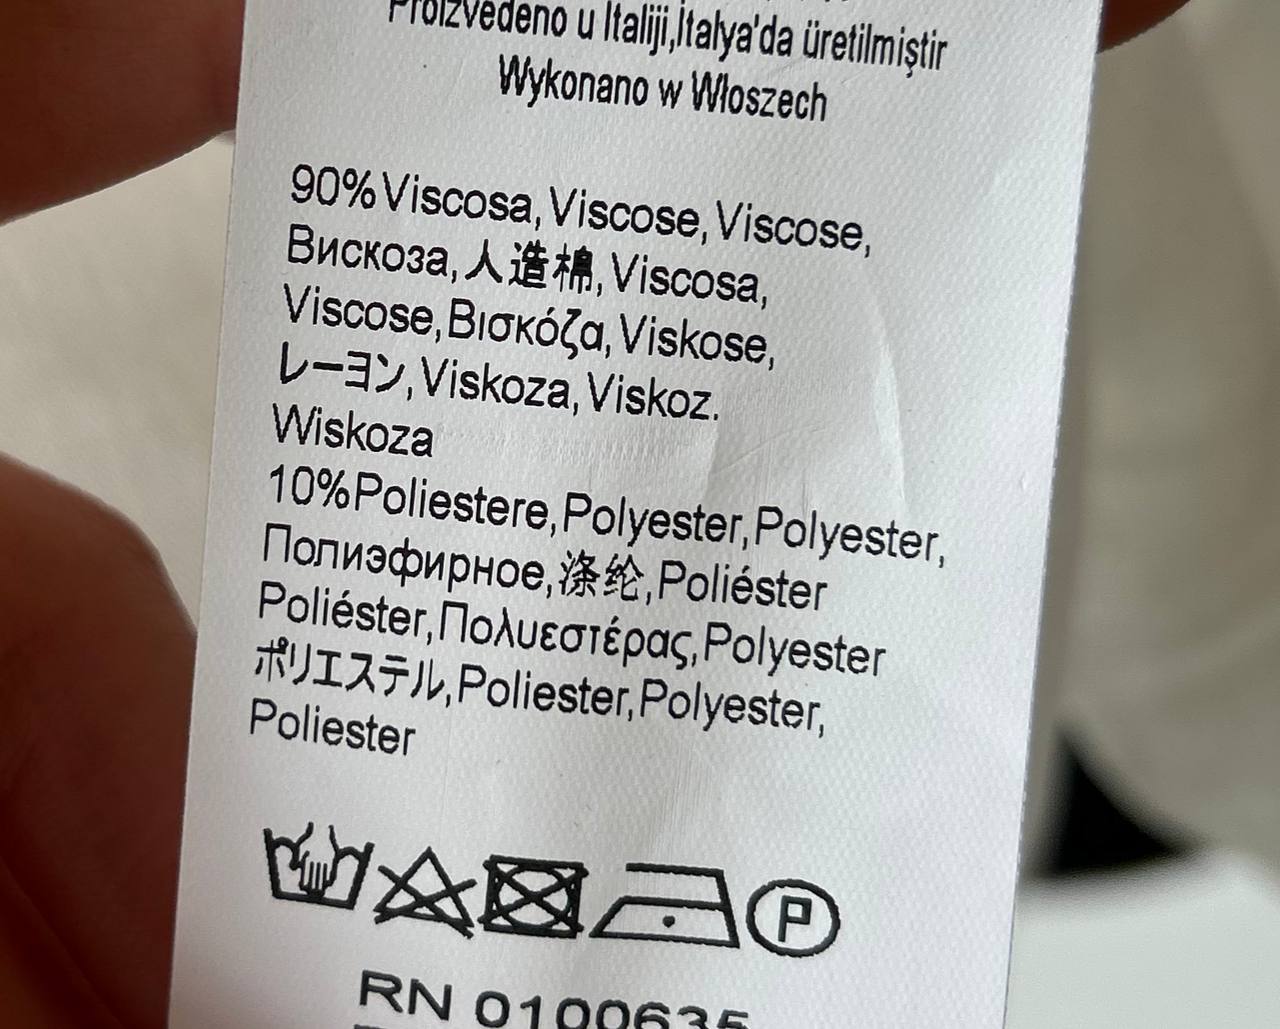 Proizvedeno u Italiji,İtalya'da üretilmiştir
Wykonano w Włoszech
90%Viscosa,Viscose,Viscose,
Вискоза,人造棉,Viscosa,
Viscose,Βισκόζα,Viskose,
レーヨン,Viskoza,Viskoz.
Wiskoza
10%Poliestere,Polyester,Polyester,
Полиэфирное,涤纶,Poliéster
Poliéster,Πολυεστέρας,Polyester
ポリエステル,Poliester,Polyester,
Poliester
P
RN 0100635